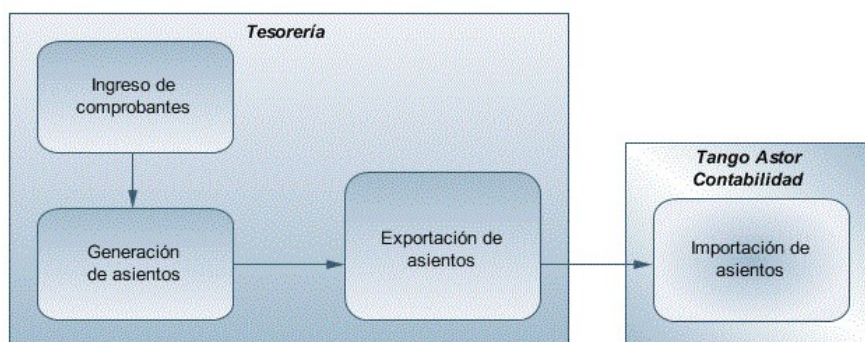 Tesorería
Ingreso de
comprobantes
Generación
de asientos
Exportación de
asientos
Tango Astor
Contabilidad
Importación de
asientos